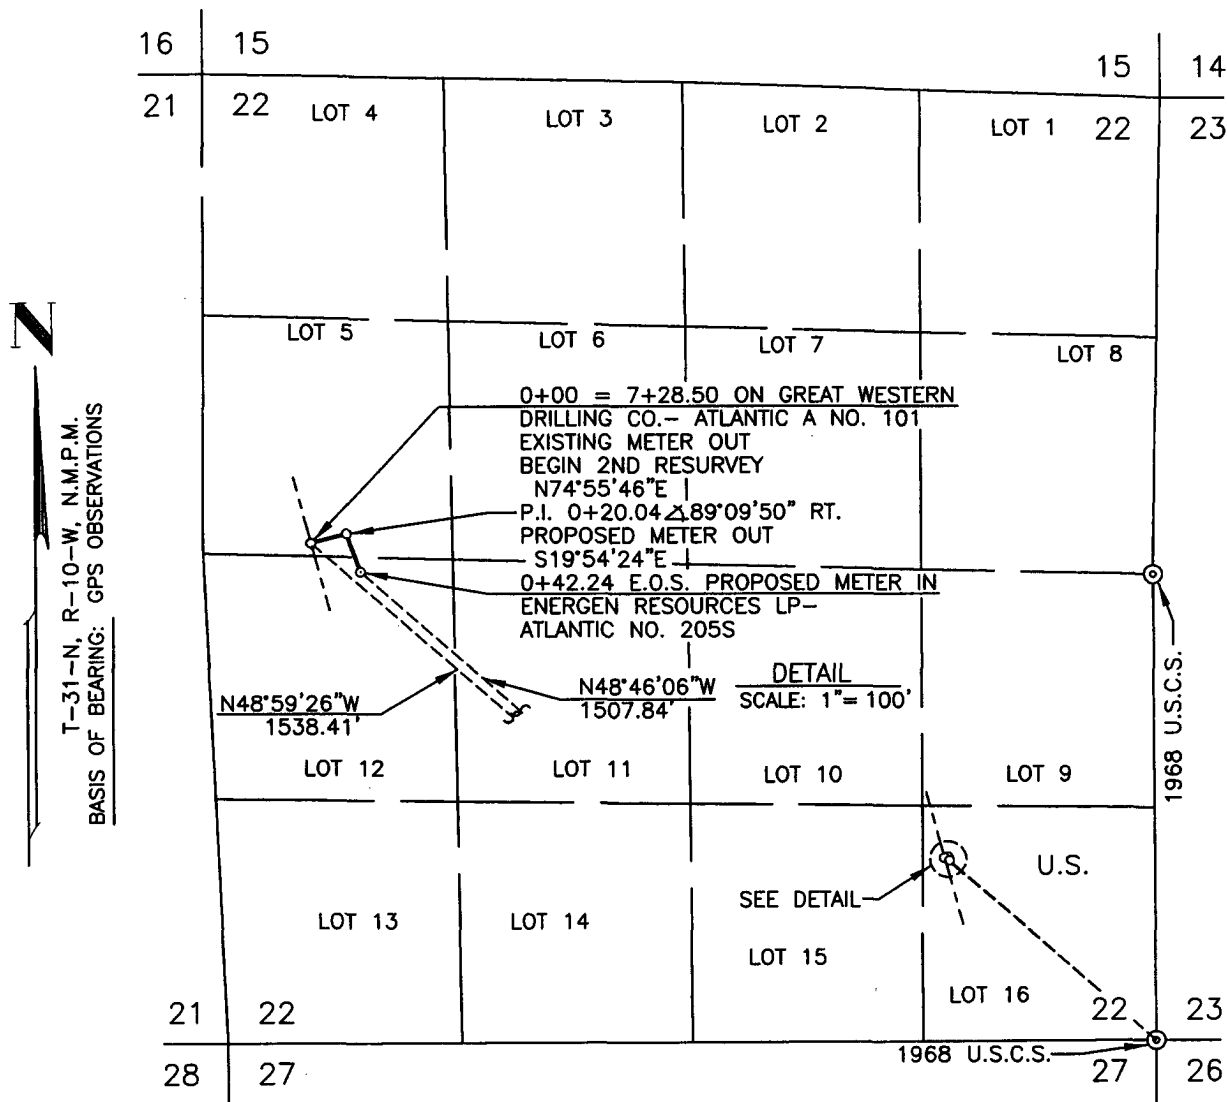 16 15
15 14
21 22 LOT 4 LOT 3 LOT 2 LOT 1 22 23
LOT 5 LOT 6 LOT 7 LOT 8
N
T-31-N, R-10-W, N.M.P.M.
BASIS OF BEARING: GPS OBSERVATIONS
0+00 = 7+28.50 ON GREAT WESTERN
DRILLING CO.- ATLANTIC A NO. 101
EXISTING METER OUT
BEGIN 2ND RESURVEY
N74°55'46"E
P.I. 0+20.04 ∠ 89°09'50" RT.
PROPOSED METER OUT
S19°54'24"E
0+42.24 E.O.S. PROPOSED METER IN
ENERGEN RESOURCES LP-
ATLANTIC NO. 205S
N48°59'26"W
1538.41'
N48°46'06"W
1507.84'
DETAIL
SCALE: 1"= 100'
1968 U.S.C.S.
LOT 12 LOT 11 LOT 10 LOT 9
U.S.
SEE DETAIL
LOT 13 LOT 14 LOT 15 LOT 16
21 22
22 23
1968 U.S.C.S.
28 27
27 26